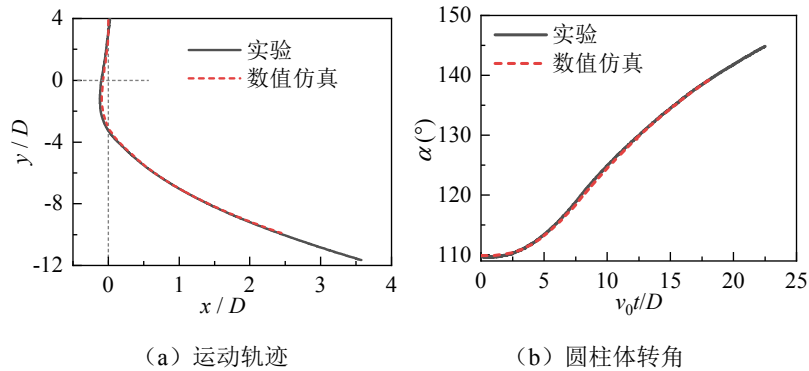 4
0
-4
-8
-12
y / D
0 1 2 3 4
x / D
实验
数值仿真
（a）运动轨迹
150
140
130
120
110
α(°)
0 5 10 15 20 25
v₀t/D
实验
数值仿真
（b）圆柱体转角